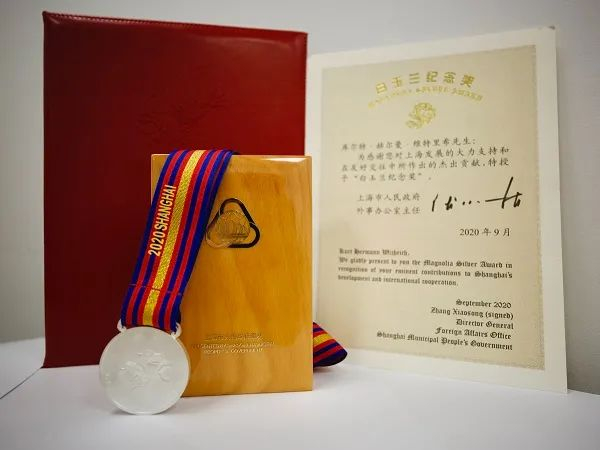 2020 SHANGHAI
PEOPLE'S GOVERNMENT
白玉兰纪念奖
MAGNOLIA SILVER AWARD
库尔特·赫尔曼·维特里希先生：
为感谢您对上海发展的大力支持和
在友好交往中所作出的杰出贡献，特授
予“白玉兰纪念奖”。
上海市人民政府
外事办公室主任
2020 年 9 月
Kurt Hermann
We gladly present to you the Magnolia Silver Award in
recognition of your eminent contributions to Shanghai's
development and international cooperation.
September 2020
Zhang Xiaosong (signed)
Director General
Foreign Affairs Office
Shanghai Municipal People's Government